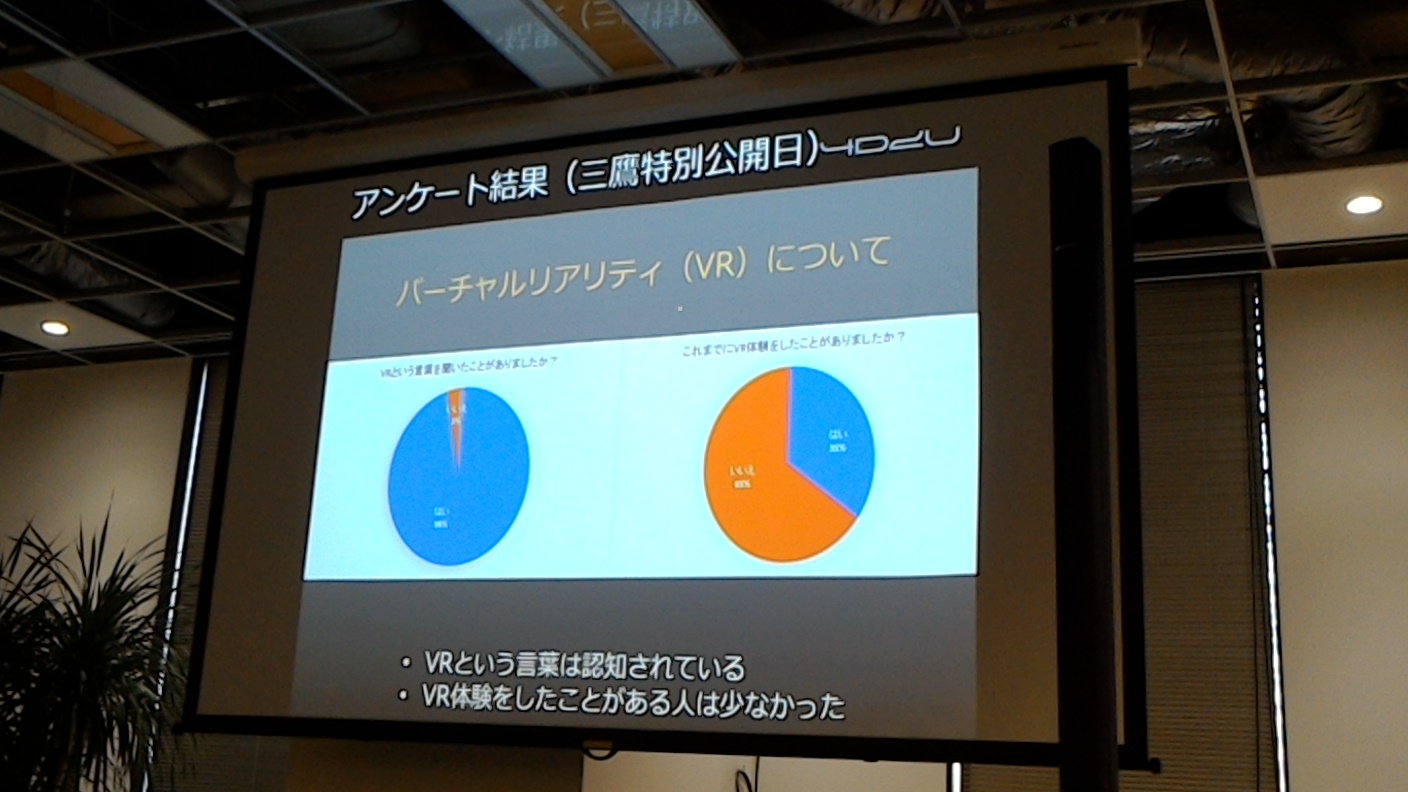 アンケート結果（三鷹特別公開日）4D2U
バーチャルリアリティ（VR）について
VRという言葉を聞いたことがありましたか？
これまでにVR体験をしたことがありましたか？
いいえ
はい
はい
いいえ
・ VRという言葉は認知されている
・ VR体験をしたことがある人は少なかった